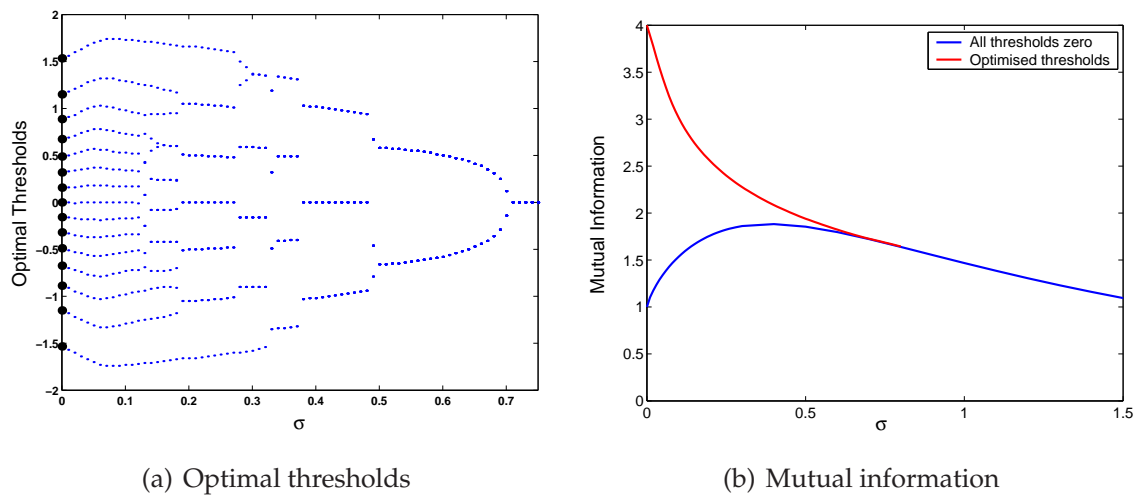 2
1.5
1
0.5
0
−0.5
−1
−1.5
−2
Optimal Thresholds
0 0.1 0.2 0.3 0.4 0.5 0.6 0.7
σ
(a) Optimal thresholds
4
3.5
3
2.5
2
1.5
1
0.5
0
Mutual Information
All thresholds zero
Optimised thresholds
0 0.5 1 1.5
σ
(b) Mutual information